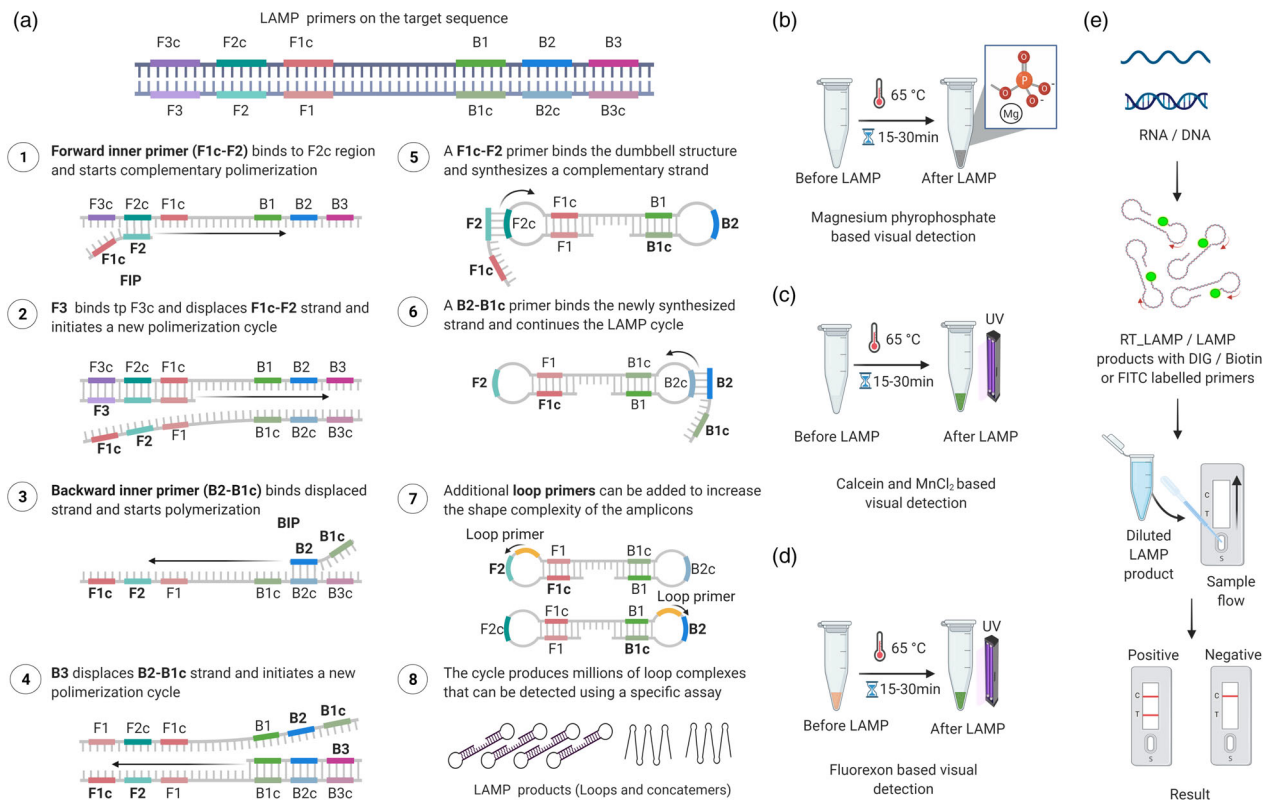 (a)
LAMP primers on the target sequence
F3c F2c F1c B1 B2 B3
F3 F2 F1 B1c B2c B3c
1 Forward inner primer (F1c-F2) binds to F2c region
and starts complementary polimerization
F3c F2c F1c B1 B2 B3
F1c F2
FIP
2 F3 binds tp F3c and displaces F1c-F2 strand and
initiates a new polimerization cycle
F3c F2c F1c B1 B2 B3
F3
F1c F2 F1 B1c B2c B3c
3 Backward inner primer (B2-B1c) binds displaced
strand and starts polymerization
BIP
B2 B1c
F1c F2 F1 B1c B2c B3c
4 B3 displaces B2-B1c strand and initiates a new
polimerization cycle
F1 F2c F1c B1 B2 B1c
B3
F1c F2 F1 B1c B2c B3c
5 A F1c-F2 primer binds the dumbbell structure
and synthesizes a complementary strand
F2 F2c F1c B1 B2
F1 B1c
F1c
6 A B2-B1c primer binds the newly synthesized
strand and continues the LAMP cycle
F1 B1c
F2 B2c B2
F1c B1
B1c
7 Additional loop primers can be added to increase
the shape complexity of the amplicons
Loop primer
F1 B1c
F2 B2c
F1c B1
Loop primer
F1c B1
F2c B2
F1 B1c
8 The cycle produces millions of loop complexes
that can be detected using a specific assay
LAMP products (Loops and concatemers)
(b)
65 °C
15-30min
O
O P O-
O-
Mg
Before LAMP After LAMP
Magnesium phyrophosphate
based visual detection
(c)
UV
65 °C
15-30min
Before LAMP After LAMP
Calcein and MnCl2 based
visual detection
(d)
UV
65 °C
15-30min
Before LAMP After LAMP
Fluorexon based visual
detection
(e)
RNA / DNA
RT_LAMP / LAMP
products with DIG / Biotin
or FITC labelled primers
C
T
S
Diluted
LAMP
product
Sample
flow
Positive Negative
C C
T T
S S
Result